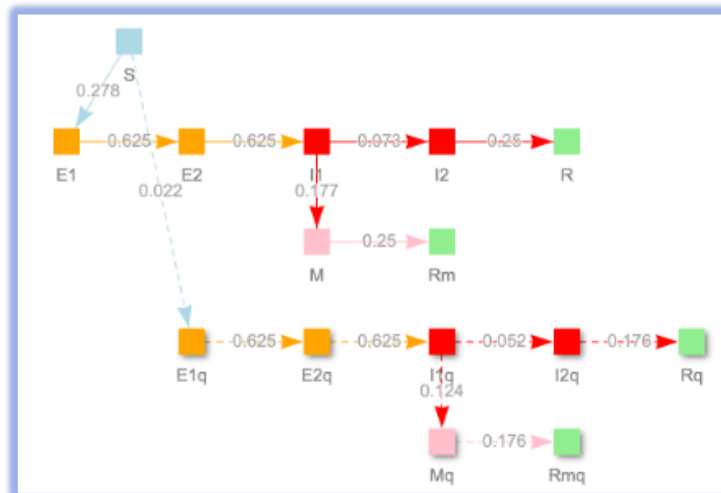 S
0.278
0.625 0.625 0.073 0.25
E1 E2 I1 I2 R
0.022 0.177
0.25
M Rm
0.625 0.625 0.052 0.176
E1q E2q I1q I2q Rq
0.124
0.176
Mq Rmq